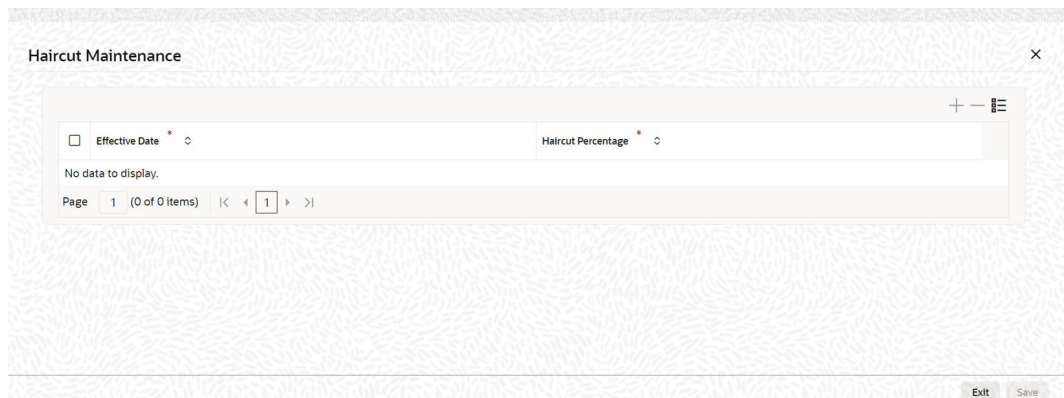 Haircut Maintenance
Effective Date * Haircut Percentage *
No data to display.
Page 1 (0 of 0 items) 1
Exit Save